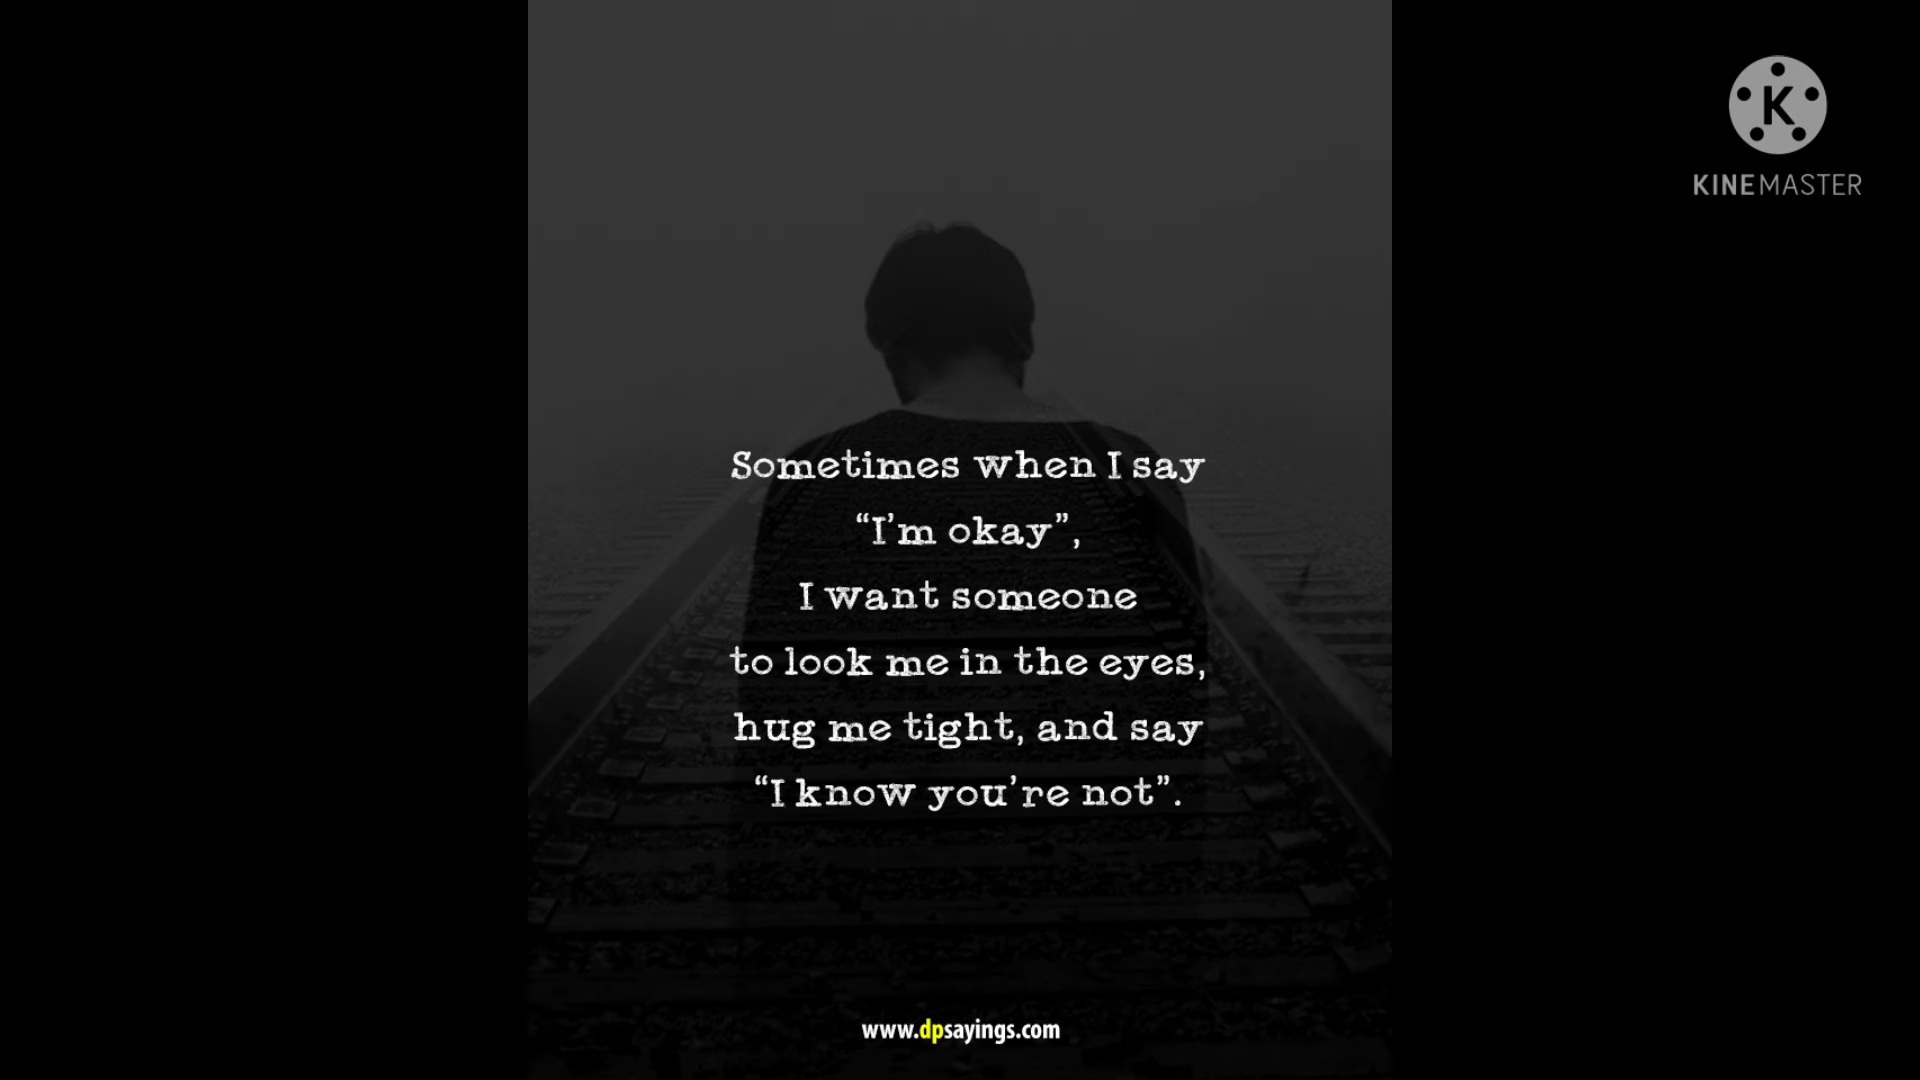 K
KINEMASTER
Sometimes when I say
“I’m okay”,
I want someone
to look me in the eyes,
hug me tight, and say
“I know you’re not”.
www.dpsayings.com